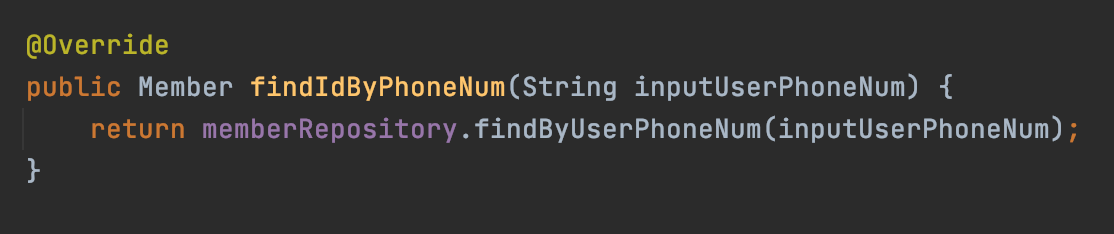 @Override
public Member findIdByPhoneNum(String inputUserPhoneNum) {
    return memberRepository.findByUserPhoneNum(inputUserPhoneNum);
}